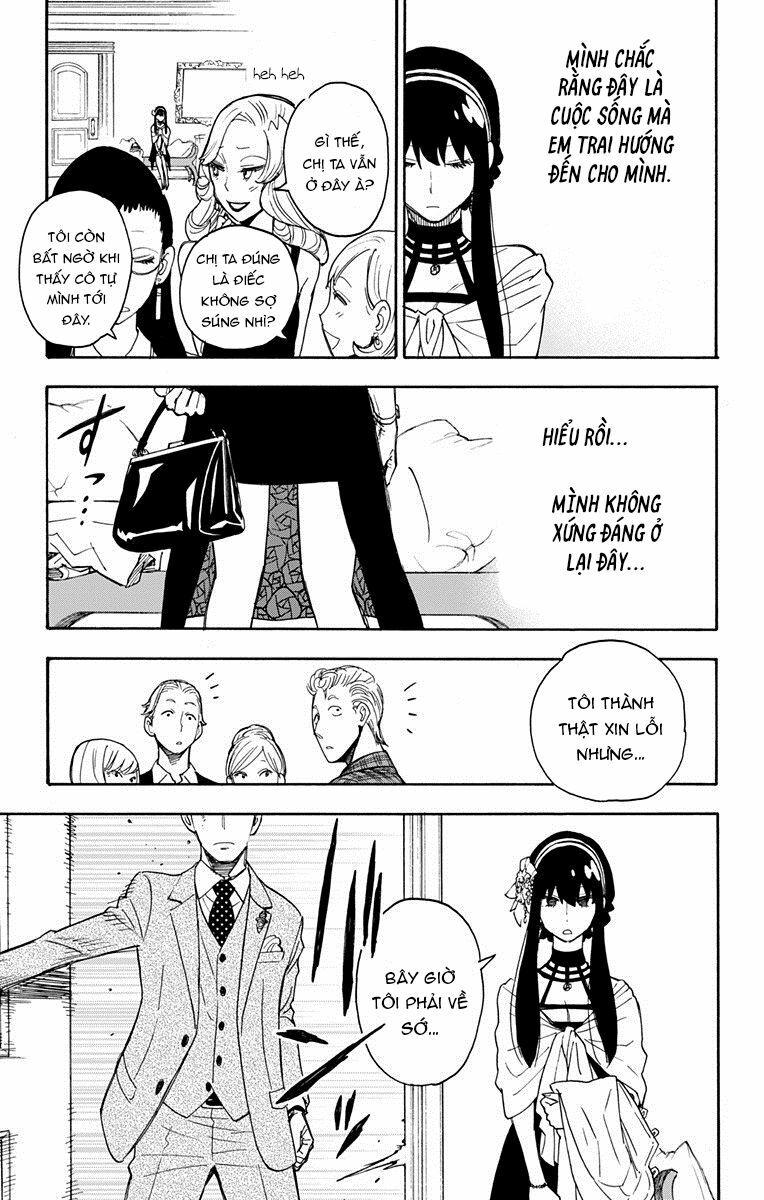 MÌNH CHẮC
RẰNG ĐÂY LÀ
CUỘC SỐNG MÀ
EM TRAI HƯỚNG
ĐẾN CHO MÌNH.
heh heh
GÌ THẾ,
CHỊ TA VẪN
Ở ĐÂY À?
CHỊ TA ĐÚNG
LÀ ĐIẾC
KHÔNG SỢ
SÚNG NHỈ?
TÔI CÒN
BẤT NGỜ KHI
THẤY CÔ TỰ
MÌNH TỚI
ĐÂY.
HIỂU RỒI...
MÌNH KHÔNG
XỨNG ĐÁNG Ở
LẠI ĐÂY...
TÔI THÀNH
THẬT XIN LỖI
NHƯNG...
BÂY GIỜ
TÔI PHẢI VỀ
SỚ...